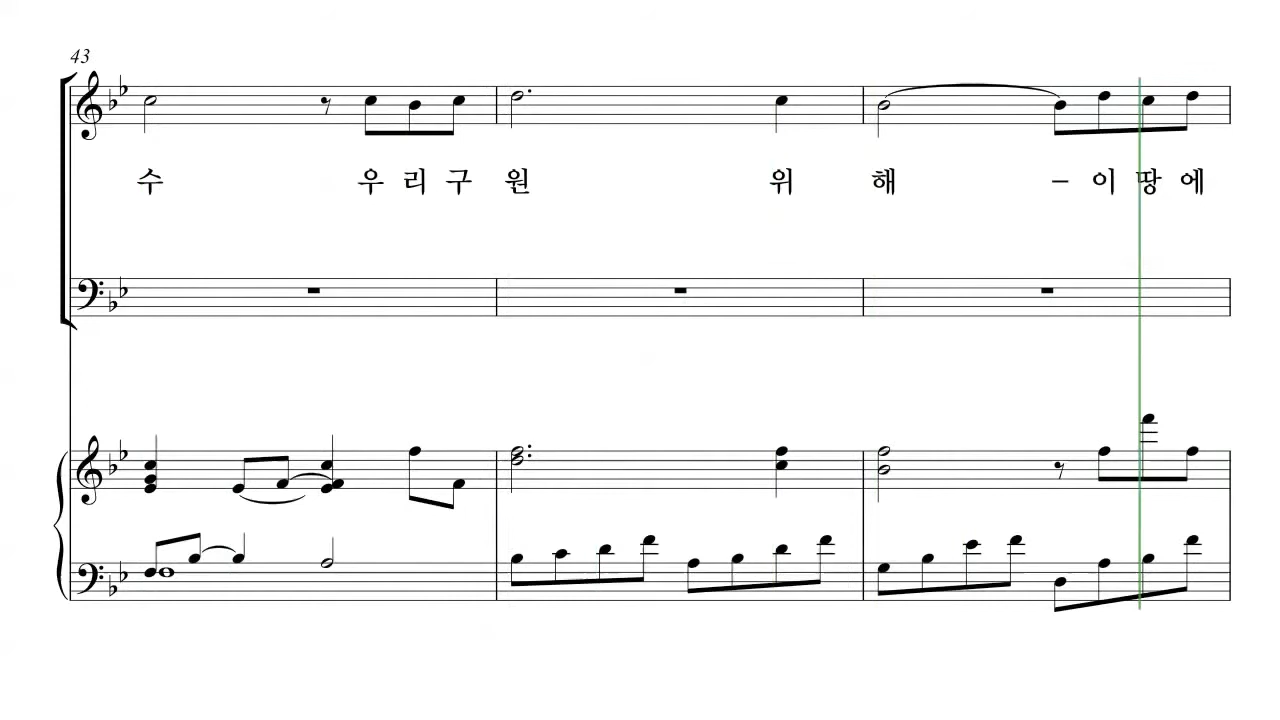 43
수 우 리 구 원 위 해 – 이 땅 에